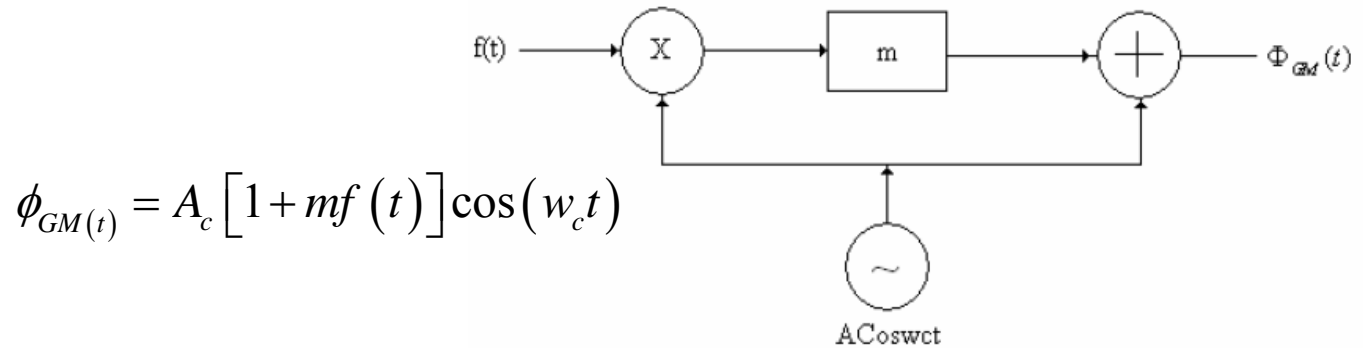 f(t) X m + Φ_GM(t)
ϕ_GM(t) = A_c [1 + mf (t)] cos(w_c t)
~
ACoswct